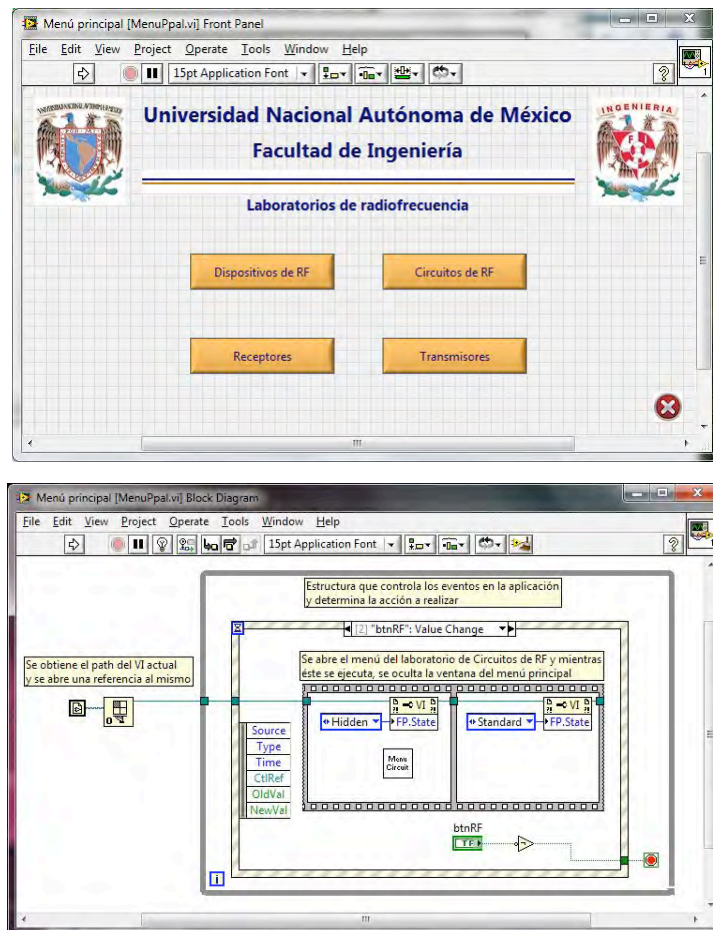 Menú principal [MenuPpal.vi] Front Panel
File Edit View Project Operate Tools Window Help
15pt Application Font
1
Universidad Nacional Autónoma de México
INGENIERIA
Facultad de Ingeniería
Laboratorios de radiofrecuencia
Dispositivos de RF
Circuitos de RF
Receptores
Transmisores
Menú principal [MenuPpal.vi] Block Diagram
File Edit View Project Operate Tools Window Help
15pt Application Font
Estructura que controla los eventos en la aplicación
y determina la acción a realizar
[2] "btnRF": Value Change
Se obtiene el path del VI actual
y se abre una referencia al mismo
Se abre el menú del laboratorio de Circuitos de RF y mientras
éste se ejecuta, se oculta la ventana del menú principal
VI
Hidden
FP.State
VI
Standard
FP.State
Source
Type
Time
CtlRef
OldVal
NewVal
Menu
Circuit
btnRF
TF
i